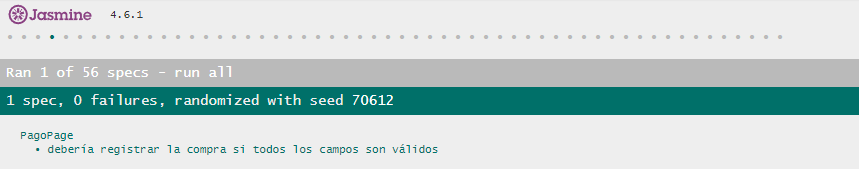 Jasmine 4.6.1
Ran 1 of 56 specs - run all
1 spec, 0 failures, randomized with seed 70612
PagoPage
• debería registrar la compra si todos los campos son válidos